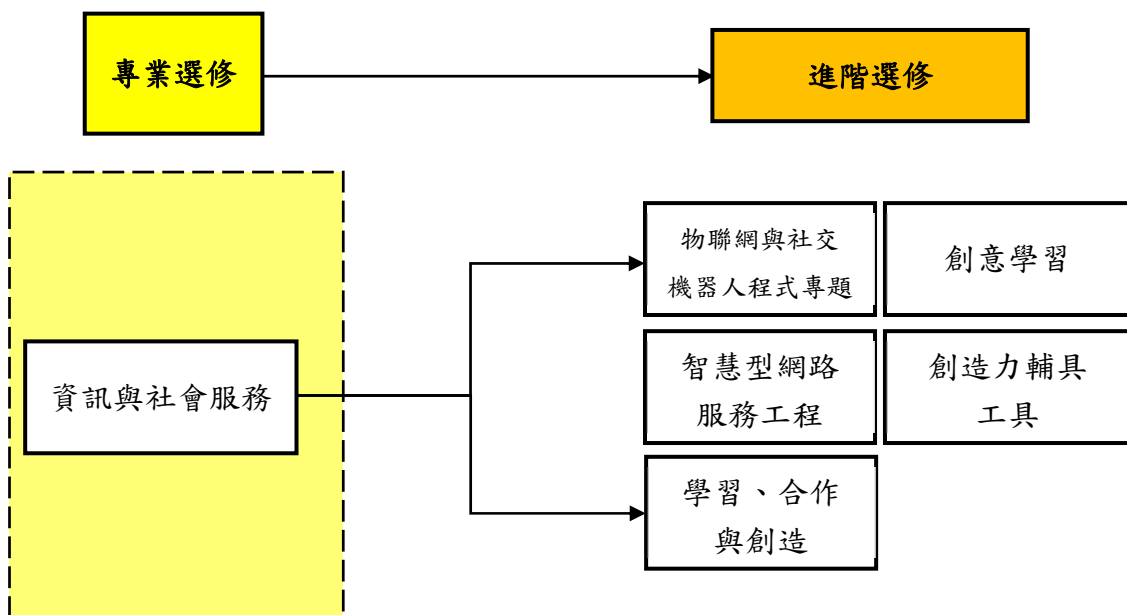 專業選修
進階選修
資訊與社會服務
物聯網與社交
機器人程式專題
創意學習
智慧型網路
服務工程
創造力輔具
工具
學習、合作
與創造